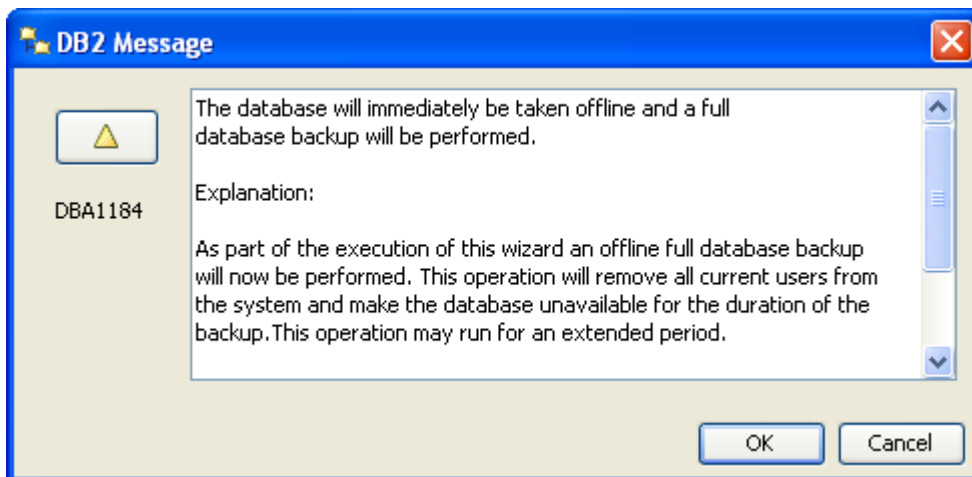 DB2 Message
The database will immediately be taken offline and a full
database backup will be performed.
Explanation:
DBA1184
As part of the execution of this wizard an offline full database backup
will now be performed. This operation will remove all current users from
the system and make the database unavailable for the duration of the
backup.This operation may run for an extended period.
OK
Cancel